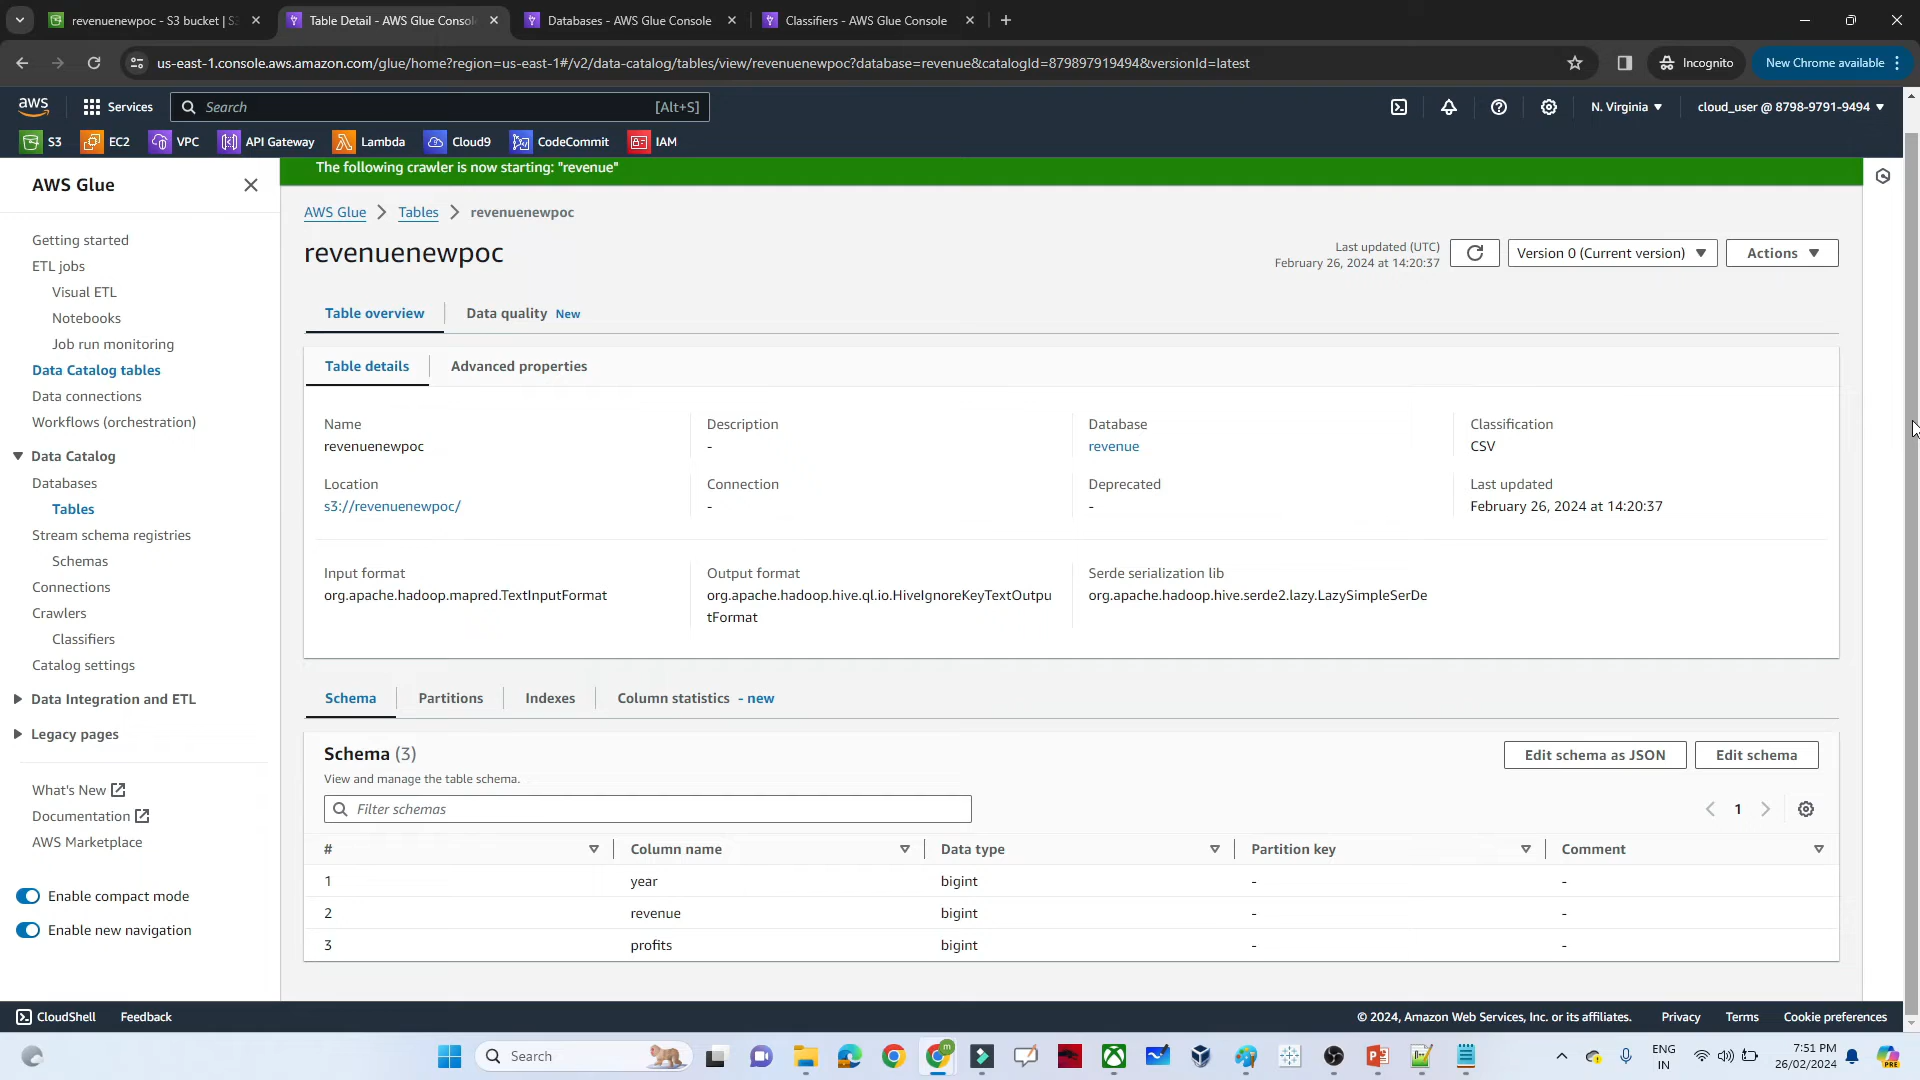 revenuenewpoc - S3 bucket | S3
Table Detail - AWS Glue Console
Databases - AWS Glue Console
Classifiers - AWS Glue Console
us-east-1.console.aws.amazon.com/glue/home?region=us-east-1#/v2/data-catalog/tables/view/revenuenewpoc?database=revenue&catalogId=879897919494&versionId=latest
Incognito
New Chrome available
aws
Services
Search
[Alt+S]
N. Virginia
cloud_user @ 8798-9791-9494
S3
EC2
VPC
API Gateway
Lambda
Cloud9
CodeCommit
IAM
AWS Glue
Getting started
ETL jobs
Visual ETL
Notebooks
Job run monitoring
Data Catalog tables
Data connections
Workflows (orchestration)
Data Catalog
Databases
Tables
Stream schema registries
Schemas
Connections
Crawlers
Classifiers
Catalog settings
Data Integration and ETL
Legacy pages
What's New
Documentation
AWS Marketplace
Enable compact mode
Enable new navigation
The following crawler is now starting: "revenue"
AWS Glue
Tables
revenuenewpoc
revenuenewpoc
Last updated (UTC)
February 26, 2024 at 14:20:37
Version 0 (Current version)
Actions
Table overview
Data quality New
Table details
Advanced properties
Name
revenuenewpoc
Description
-
Database
revenue
Classification
CSV
Location
s3://revenuenewpoc/
Connection
-
Deprecated
-
Last updated
February 26, 2024 at 14:20:37
Input format
org.apache.hadoop.mapred.TextInputFormat
Output format
org.apache.hadoop.hive.ql.io.HiveIgnoreKeyTextOutpu
tFormat
Serde serialization lib
org.apache.hadoop.hive.serde2.lazy.LazySimpleSerDe
Schema
Partitions
Indexes
Column statistics - new
Schema (3)
View and manage the table schema.
Edit schema as JSON
Edit schema
Filter schemas
1
# Column name Data type Partition key Comment
1 year bigint - -
2 revenue bigint - -
3 profits bigint - -
CloudShell
Feedback
© 2024, Amazon Web Services, Inc. or its affiliates.
Privacy
Terms
Cookie preferences
Search
ENG
IN
7:51 PM
26/02/2024
PRE